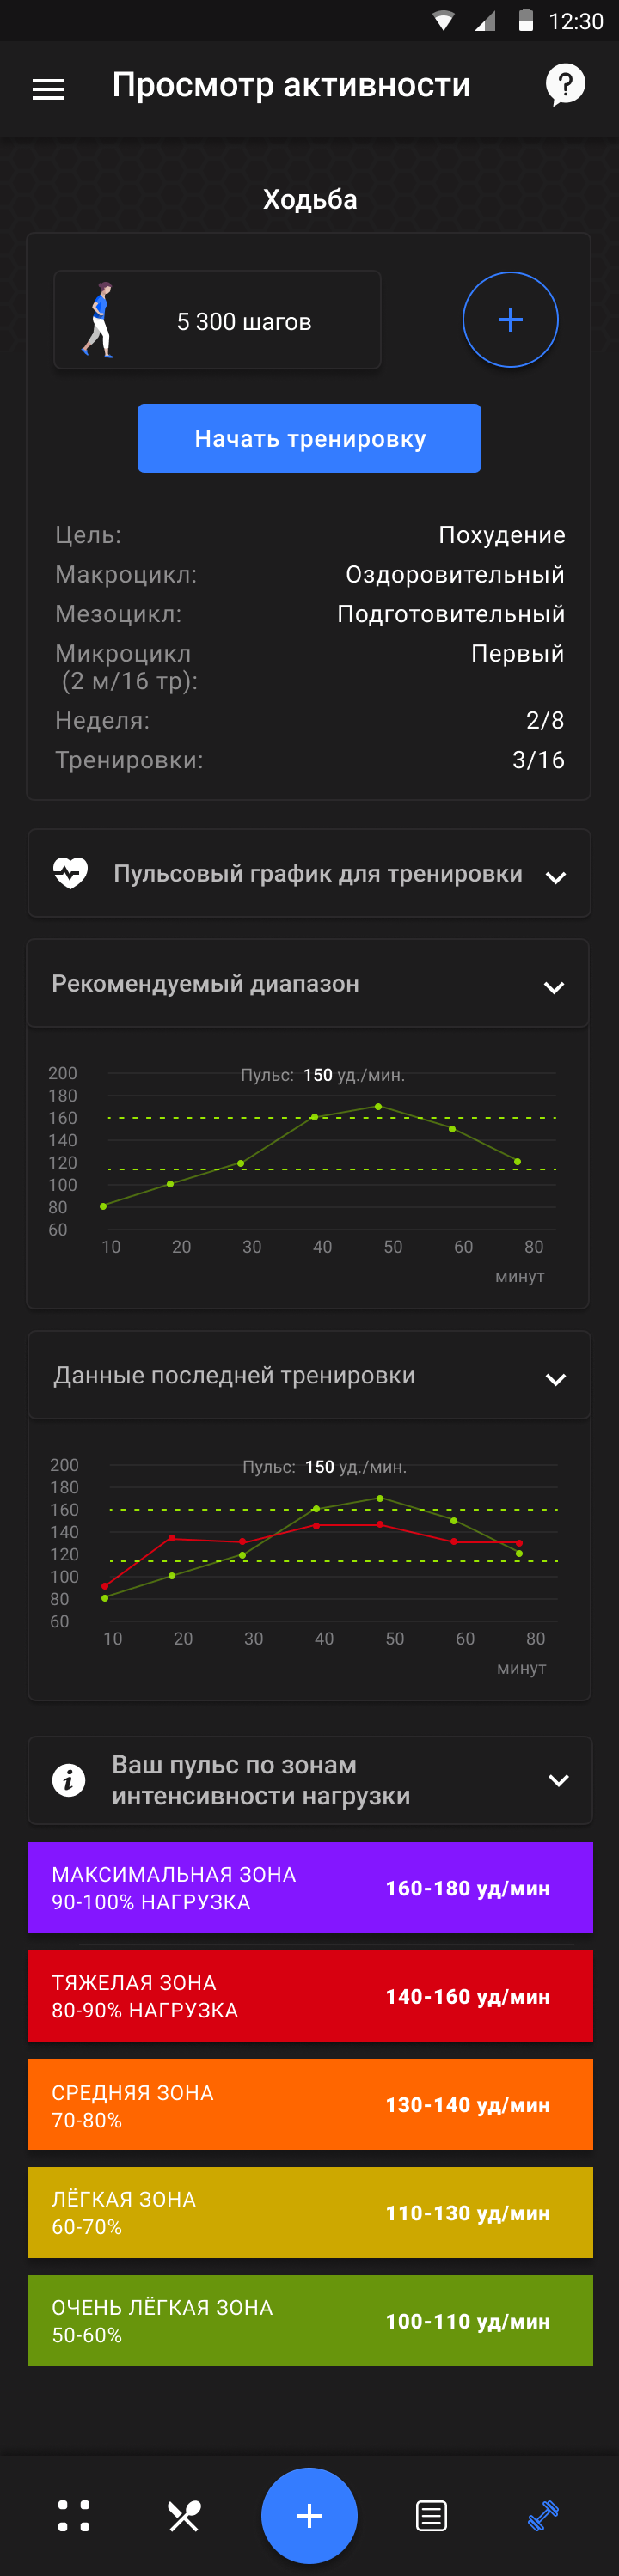 12:30
Просмотр активности
?
Ходьба
5 300 шагов
+
Начать тренировку
Цель: Похудение
Макроцикл: Оздоровительный
Мезоцикл: Подготовительный
Микроцикл Первый
(2 м/16 тр):
Неделя: 2/8
Тренировки: 3/16
Пульсовый график для тренировки
Рекомендуемый диапазон
Пульс: 150 уд./мин.
200
180
160
140
120
100
80
60
10 20 30 40 50 60 80
минут
Данные последней тренировки
Пульс: 150 уд./мин.
200
180
160
140
120
100
80
60
10 20 30 40 50 60 80
минут
i
Ваш пульс по зонам
интенсивности нагрузки
МАКСИМАЛЬНАЯ ЗОНА
90-100% НАГРУЗКА
160-180 уд/мин
ТЯЖЕЛАЯ ЗОНА
80-90% НАГРУЗКА
140-160 уд/мин
СРЕДНЯЯ ЗОНА
70-80%
130-140 уд/мин
ЛЁГКАЯ ЗОНА
60-70%
110-130 уд/мин
ОЧЕНЬ ЛЁГКАЯ ЗОНА
50-60%
100-110 уд/мин
+